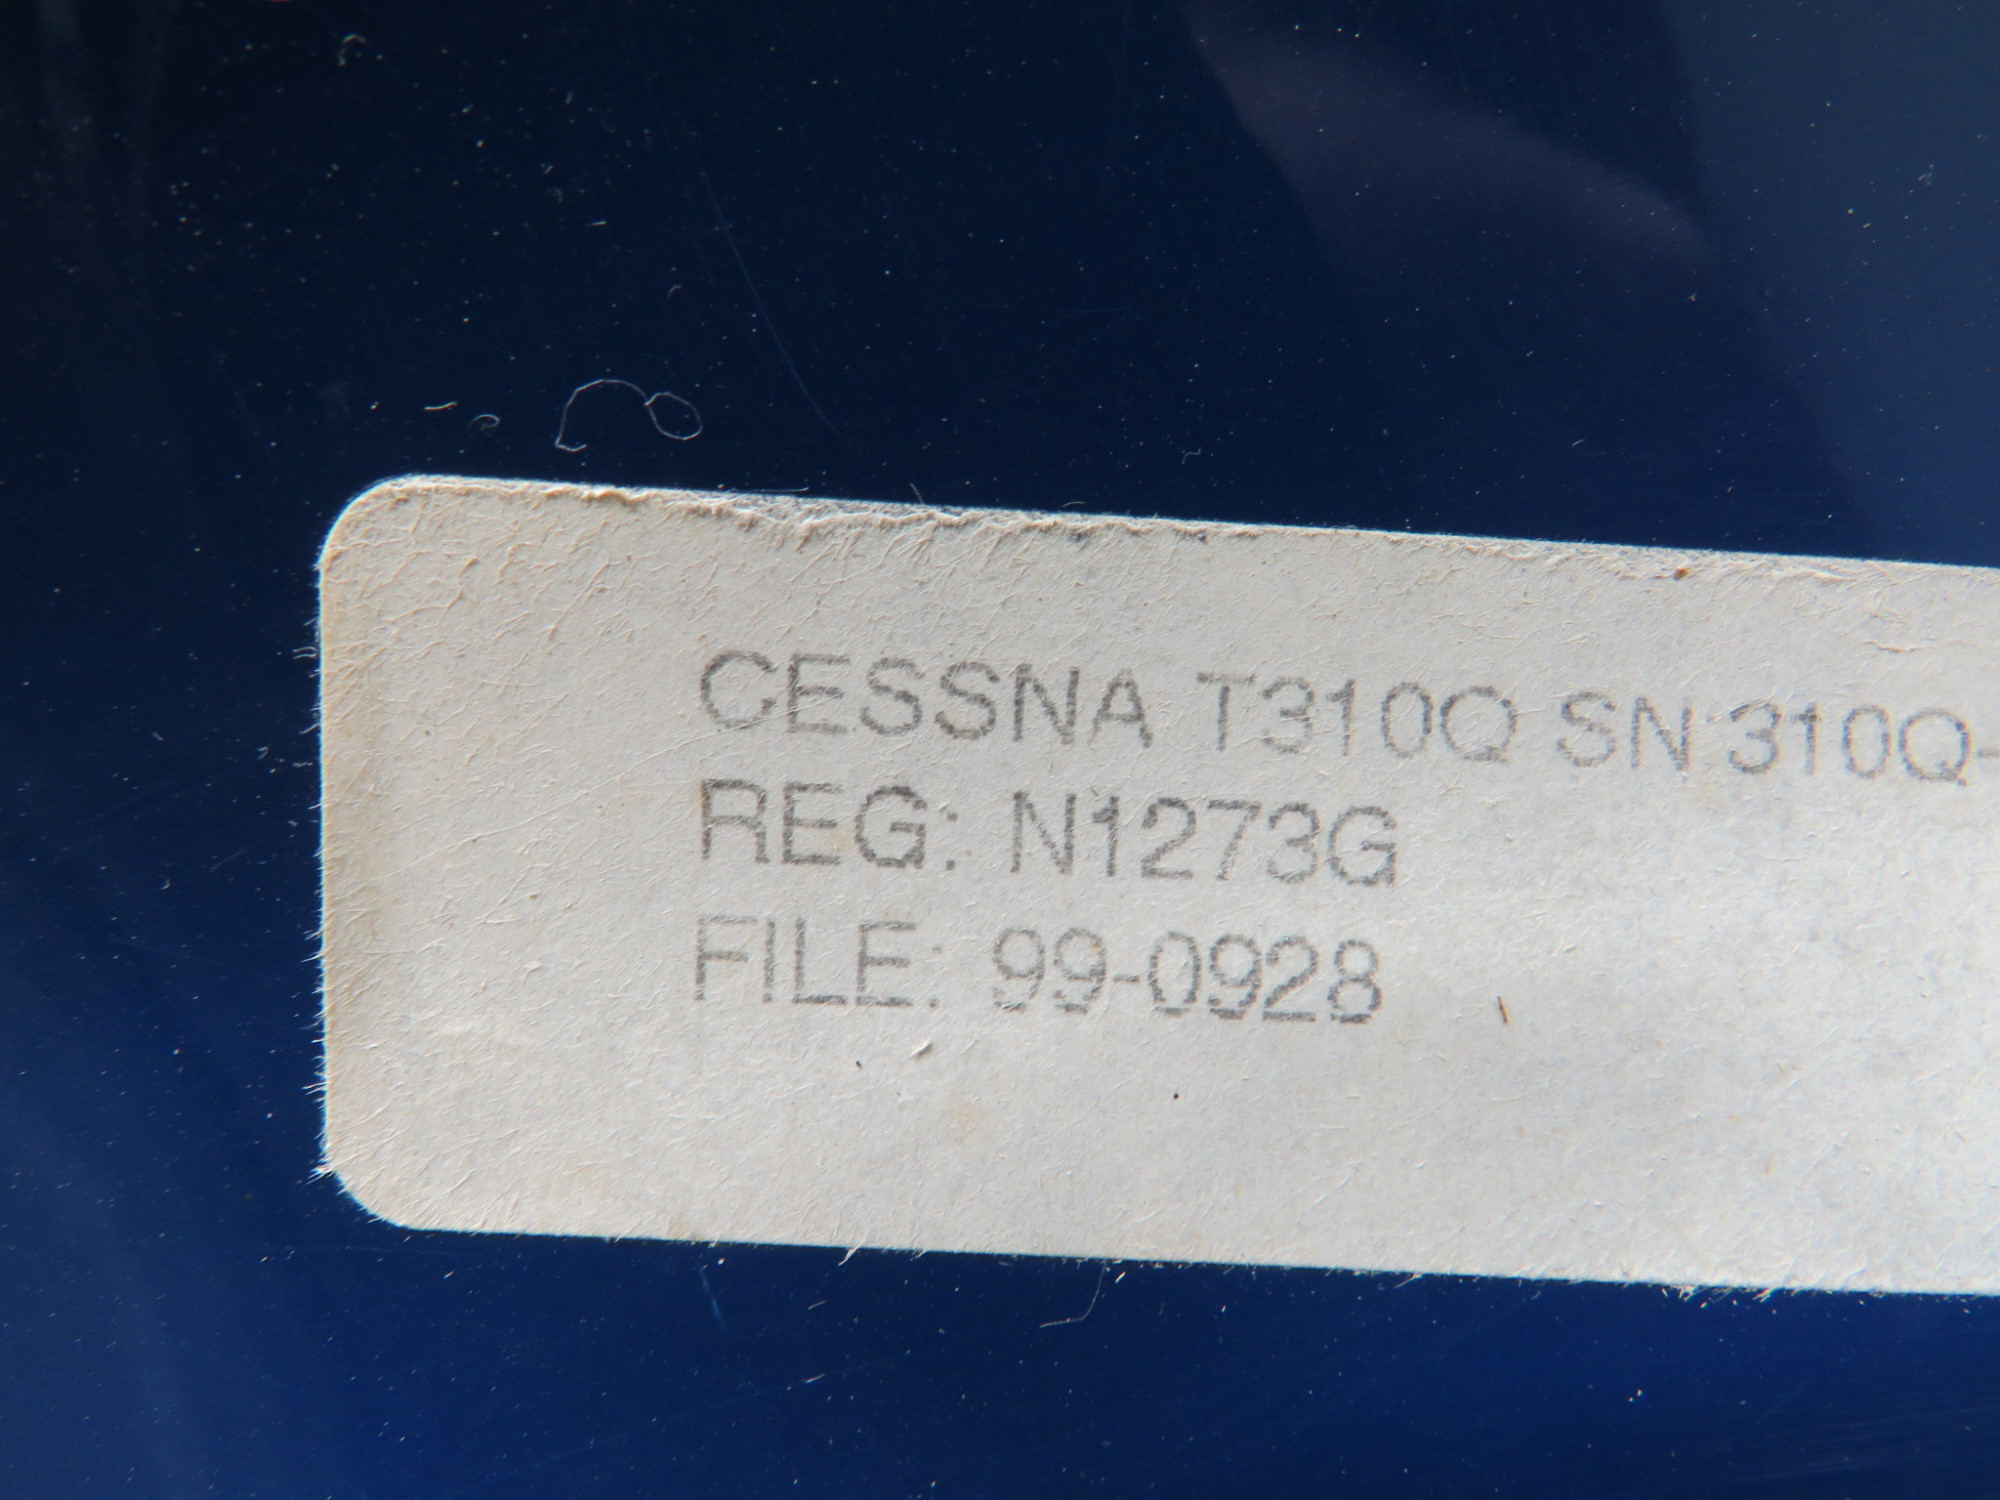 CESSNA T310Q SN 310Q-
REG: N1273G
FILE: 99-0928